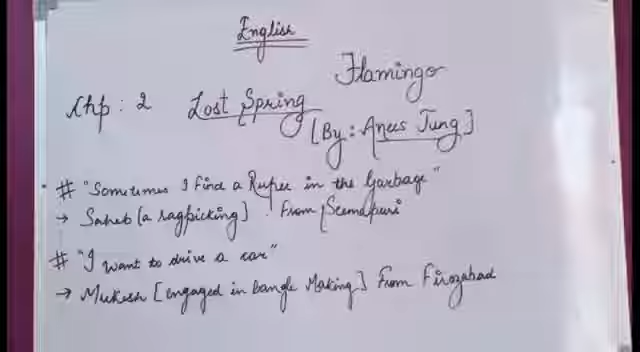 English
Flamingo
Chp : 2 Lost Spring
[By : Anees Jung]
# "Sometimes I find a Rupee in the Garbage"
→ Saheb [a ragpicking] . From Seemapuri
# "I want to drive a car"
→ Mukesh [engaged in bangle Making] From Firozabad